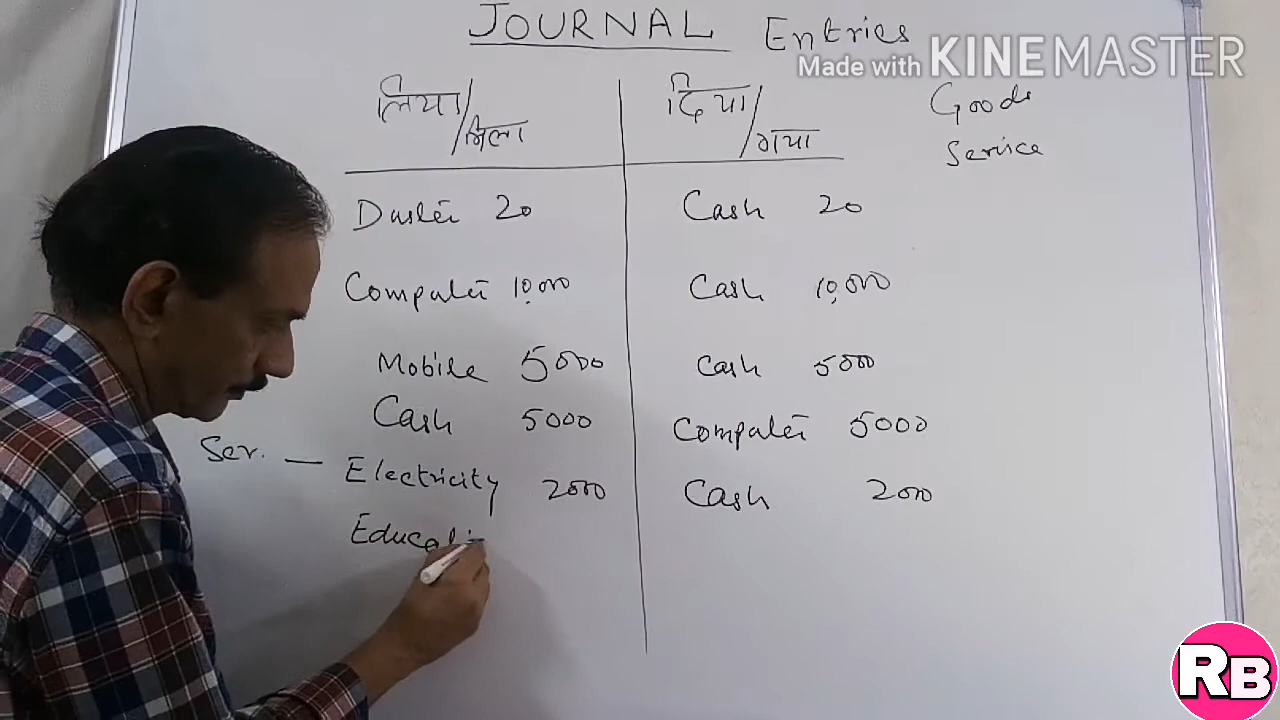 JOURNAL Entries
Made with KINEMASTER
लिया/मिला दिया/गया Goods
Service
Duster 20 Cash 20
Computer 10,000 Cash 10,000
Mobile 5000 Cash 5000
Cash 5000 Computer 5000
Ser. — Electricity 2000 Cash 2000
Educati
RB